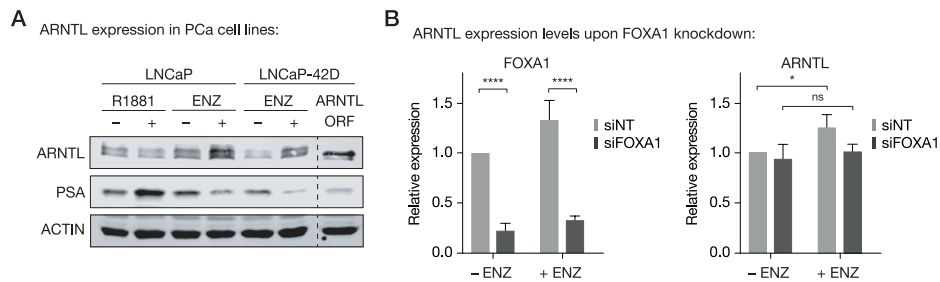 A
ARNTL expression in PCa cell lines:
LNCaP
LNCaP-42D
R1881
ENZ
ENZ
ARNTL
– + – + – + ORF
ARNTL
PSA
ACTIN
B
ARNTL expression levels upon FOXA1 knockdown:
FOXA1
Relative expression
0.0
0.5
1.0
1.5
****
****
– ENZ
+ ENZ
siNT
siFOXA1
ARNTL
Relative expression
0.0
0.5
1.0
1.5
*
ns
– ENZ
+ ENZ
siNT
siFOXA1